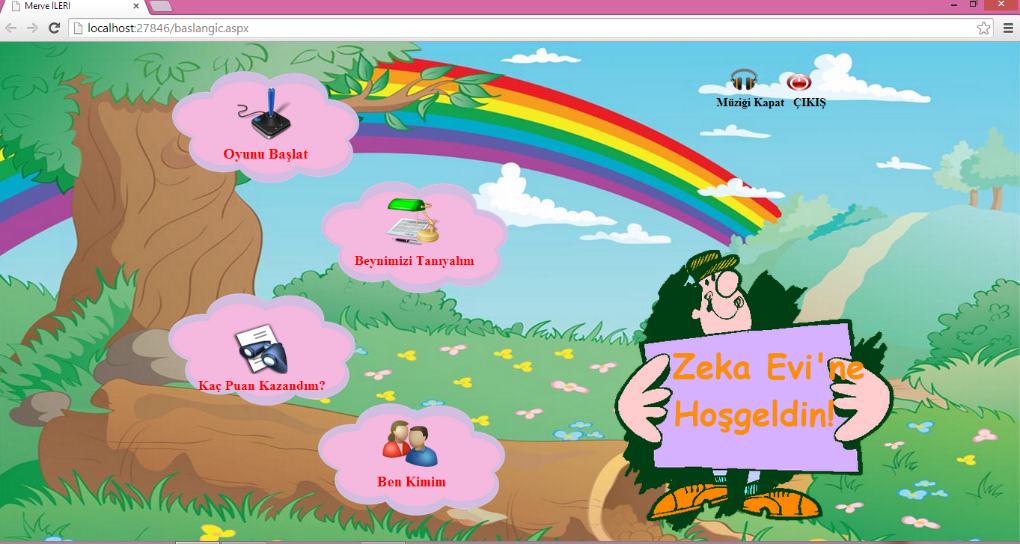 Merve İLERİ
localhost:27846/baslangic.aspx
Müziği Kapat ÇIKIŞ
Oyunu Başlat
Beynimizi Tanıyalım
Kaç Puan Kazandım?
Ben Kimim
Zeka Evi'ne
Hoşgeldin!